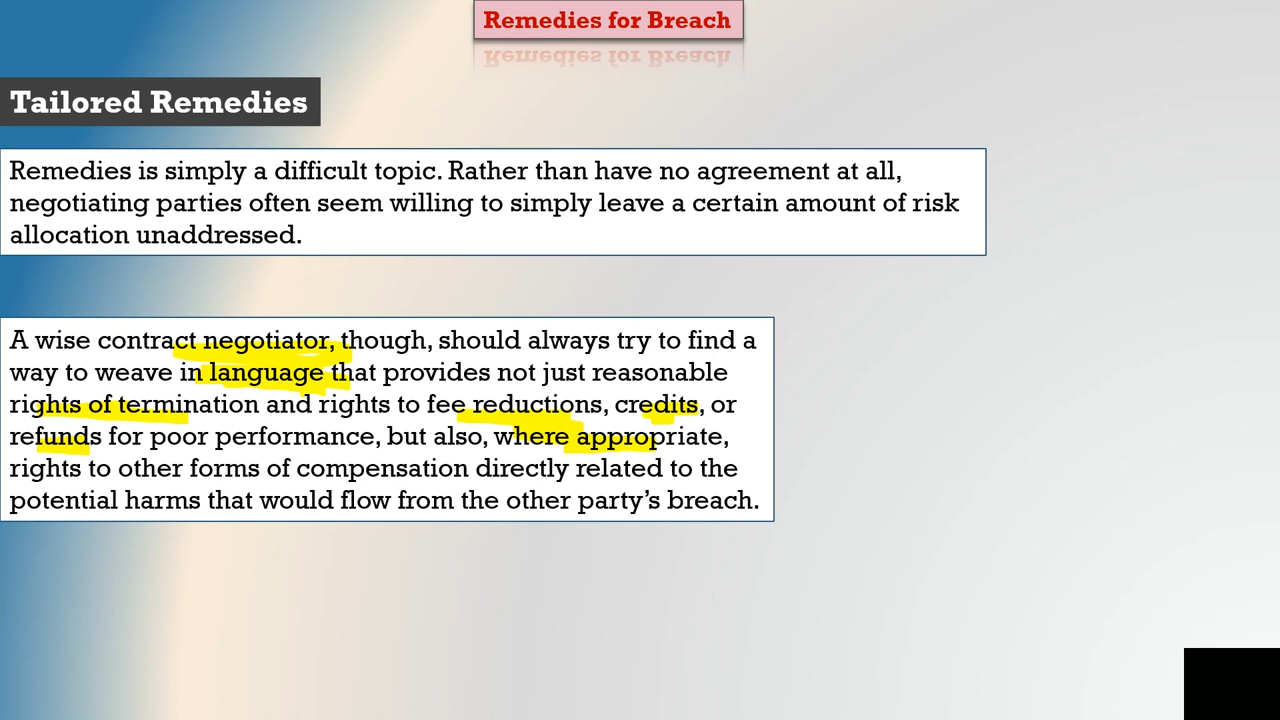 Remedies for Breach
Tailored Remedies
Remedies is simply a difficult topic. Rather than have no agreement at all,
negotiating parties often seem willing to simply leave a certain amount of risk
allocation unaddressed.
A wise contract negotiator, though, should always try to find a
way to weave in language that provides not just reasonable
rights of termination and rights to fee reductions, credits, or
refunds for poor performance, but also, where appropriate,
rights to other forms of compensation directly related to the
potential harms that would flow from the other party’s breach.